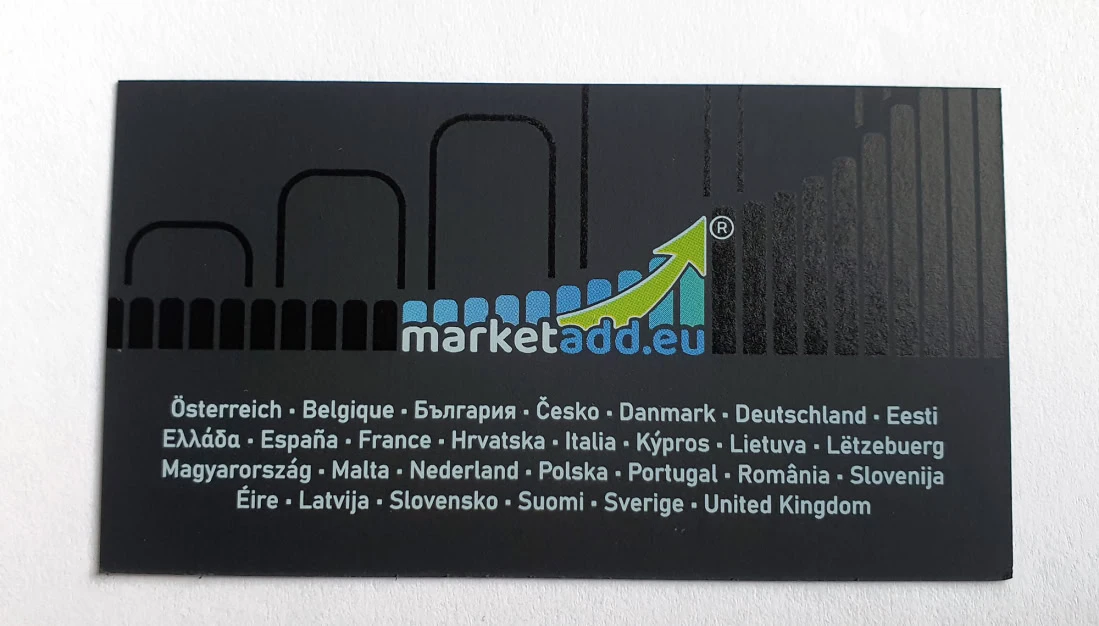 marketadd.eu ®
Österreich · Belgique · България · Česko · Danmark · Deutschland · Eesti
Ελλάδα · España · France · Hrvatska · Italia · Kýpros · Lietuva · Lëtzebuerg
Magyarország · Malta · Nederland · Polska · Portugal · România · Slovenija
Éire · Latvija · Slovensko · Suomi · Sverige · United Kingdom